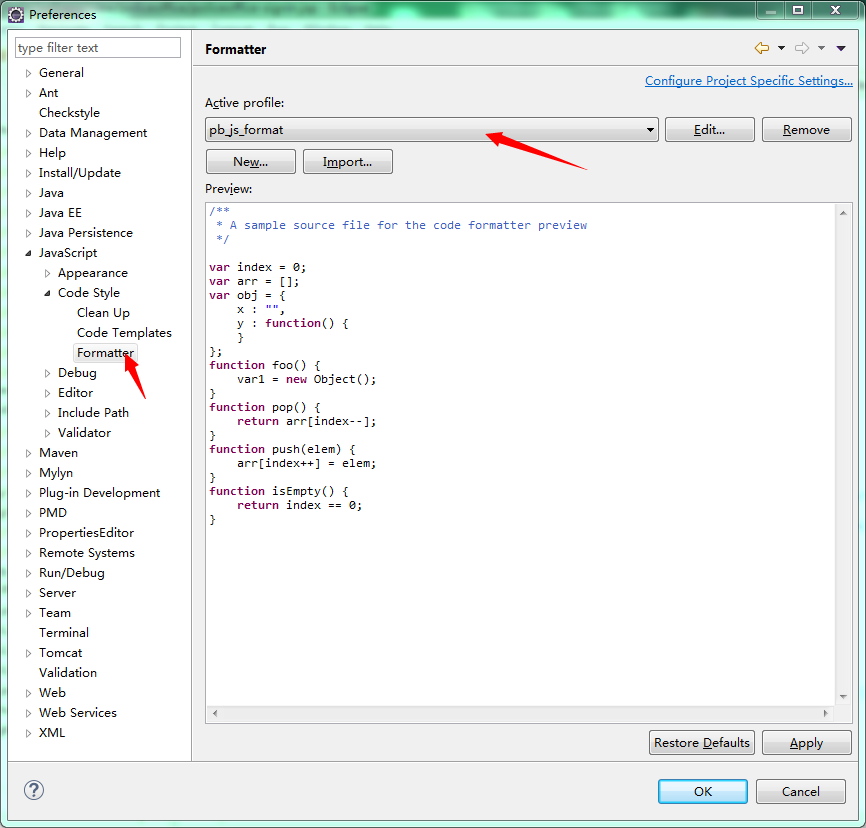 Preferences
type filter text
General
Ant
Checkstyle
Data Management
Help
Install/Update
Java
Java EE
Java Persistence
JavaScript
Appearance
Code Style
Clean Up
Code Templates
Formatter
Debug
Editor
Include Path
Validator
Maven
Mylyn
Plug-in Development
PMD
PropertiesEditor
Remote Systems
Run/Debug
Server
Team
Terminal
Tomcat
Validation
Web
Web Services
XML
Formatter
Configure Project Specific Settings...
Active profile:
pb_js_format
Edit...
Remove
New...
Import...
Preview:
/**
 * A sample source file for the code formatter preview
 */
var index = 0;
var arr = [];
var obj = {
    x : "",
    y : function() {
    }
};
function foo() {
    var1 = new Object();
}
function pop() {
    return arr[index--];
}
function push(elem) {
    arr[index++] = elem;
}
function isEmpty() {
    return index == 0;
}
Restore Defaults
Apply
?
OK
Cancel